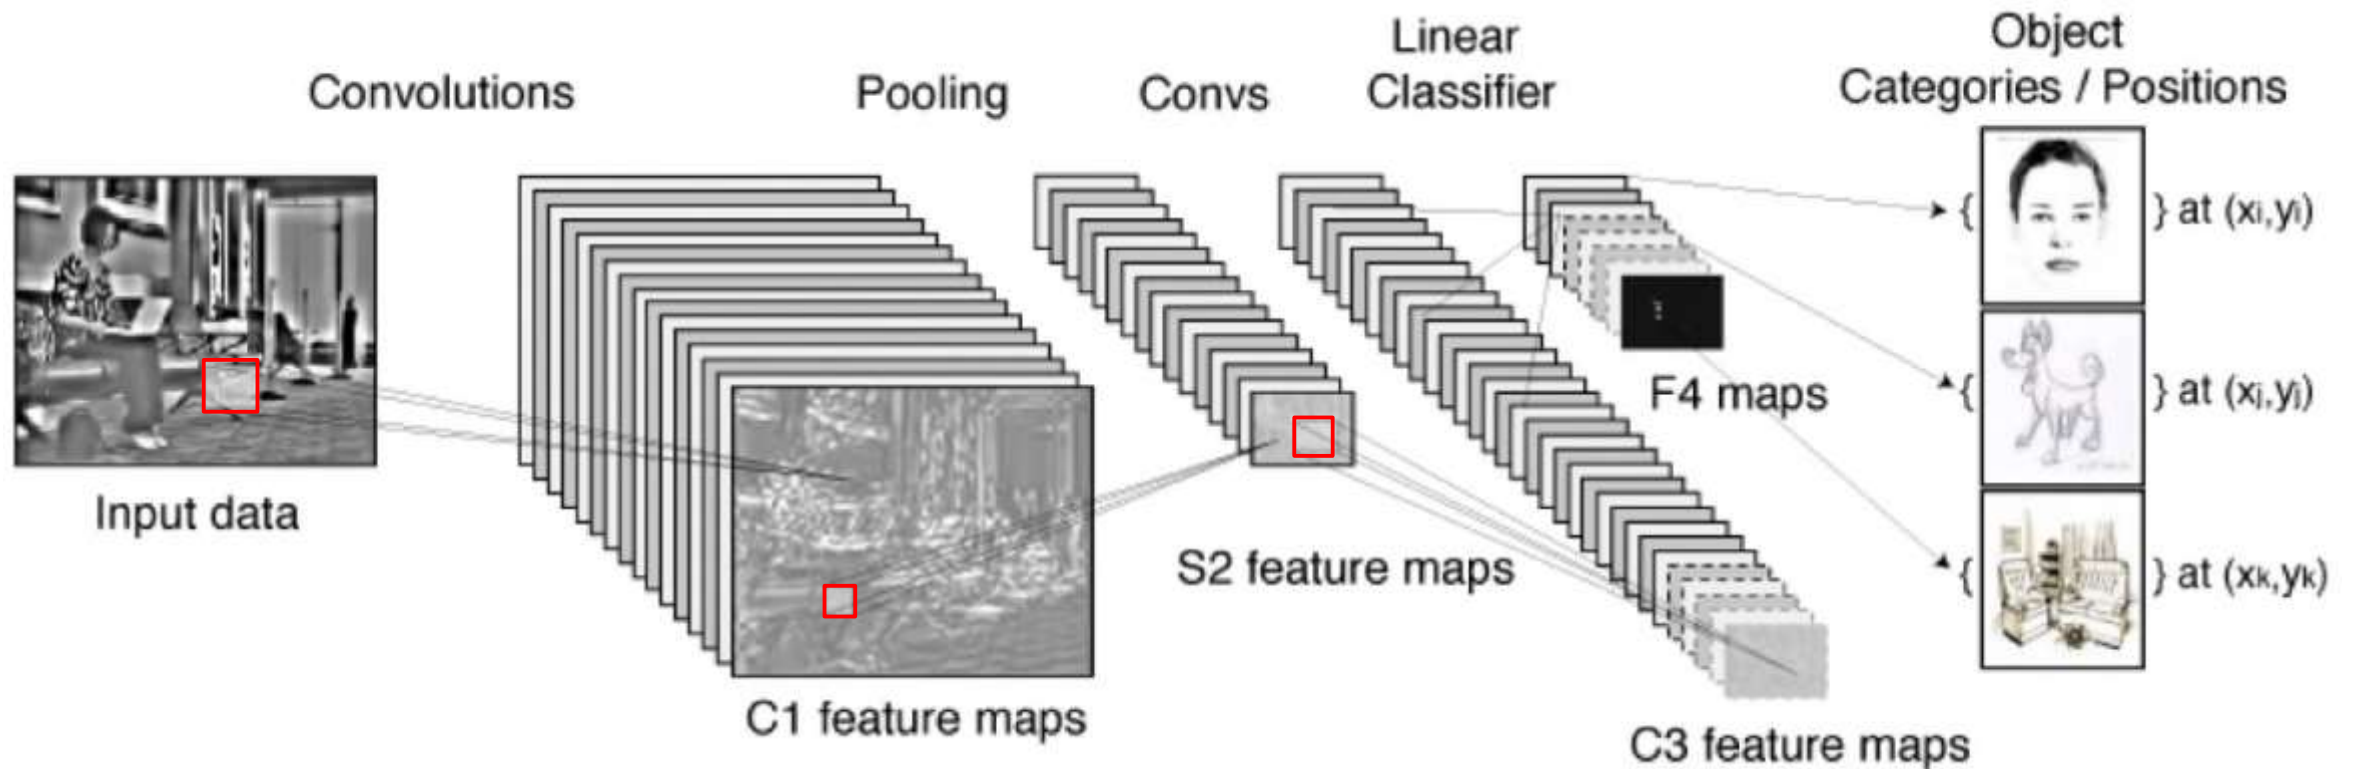 Convolutions
Pooling
Convs
Linear
Classifier
Object
Categories / Positions
{ } at (xi,yi)
{ } at (xj,yj)
{ } at (xk,yk)
Input data
C1 feature maps
S2 feature maps
F4 maps
C3 feature maps